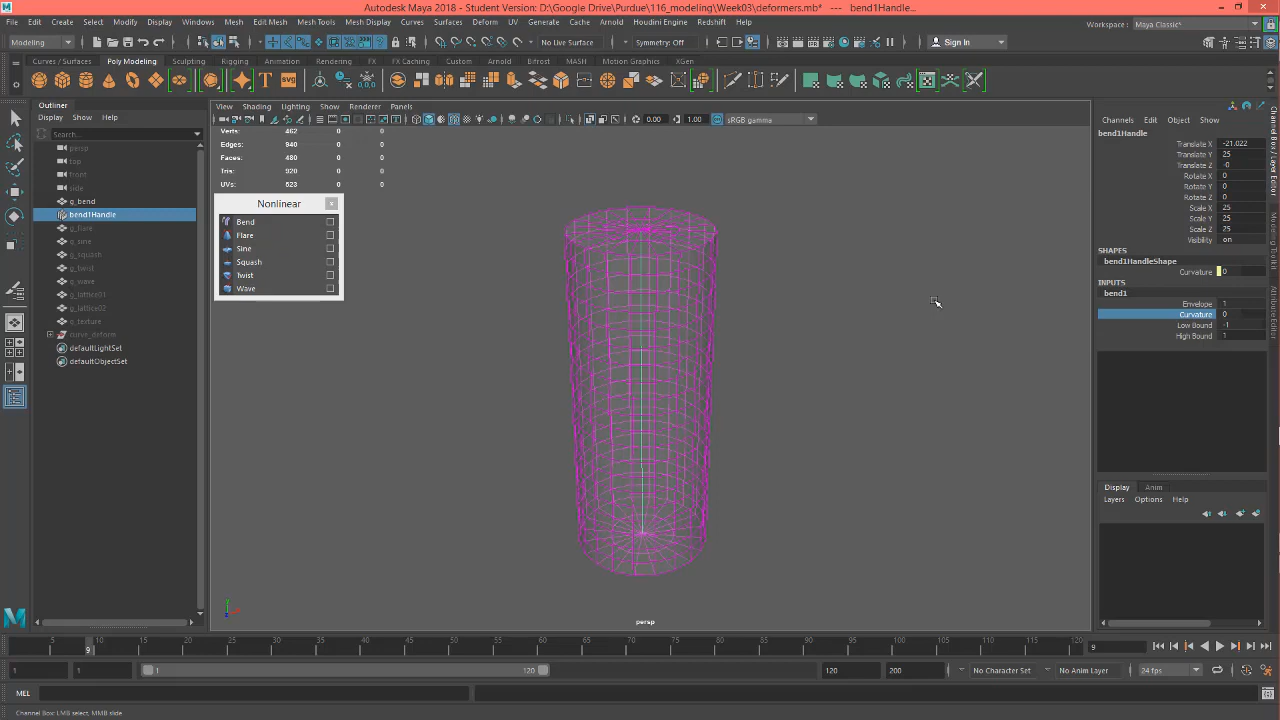 Autodesk Maya 2018 - Student Version: D:\Google Drive\Purdue\116_modeling\Week03\deformers.mb* --- bend1Handle...
File Edit Create Select Modify Display Windows Mesh Edit Mesh Mesh Tools Mesh Display Curves Surfaces Deform UV Generate Cache Arnold Houdini Engine Redshift Help
Workspace : Maya Classic*
Modeling No Live Surface Symmetry: Off Sign In
Curves / Surfaces Poly Modeling Sculpting Rigging Animation Rendering FX FX Caching Custom Arnold Bifrost MASH Motion Graphics XGen
Outliner
Display Show Help
Search...
persp
top
front
side
g_bend
bend1Handle
g_flare
g_sine
g_squash
g_twist
g_wave
g_lattice01
g_lattice02
g_texture
curve_deform
defaultLightSet
defaultObjectSet
View Shading Lighting Show Renderer Panels
0.00 1.00 sRGB gamma
Verts: 462 0 0
Edges: 940 0 0
Faces: 480 0 0
Tris: 920 0 0
UVs: 523 0 0
Nonlinear
Bend
Flare
Sine
Squash
Twist
Wave
persp
Channels Edit Object Show
bend1Handle
Translate X -21.022
Translate Y 25
Translate Z -0
Rotate X 0
Rotate Y 0
Rotate Z 0
Scale X 25
Scale Y 25
Scale Z 25
Visibility on
SHAPES
bend1HandleShape
Curvature 0
INPUTS
bend1
Envelope 1
Curvature 0
Low Bound -1
High Bound 1
Display Anim
Layers Options Help
Channel Box / Layer Editor
Modeling Toolkit
Attribute Editor
5 10 15 20 25 30 35 40 45 50 55 60 65 70 75 80 85 90 95 100 105 110 115 120
9
9
1 1 1 120 120 200 No Character Set No Anim Layer 24 fps
MEL
Channel Box: LMB select, MMB slide